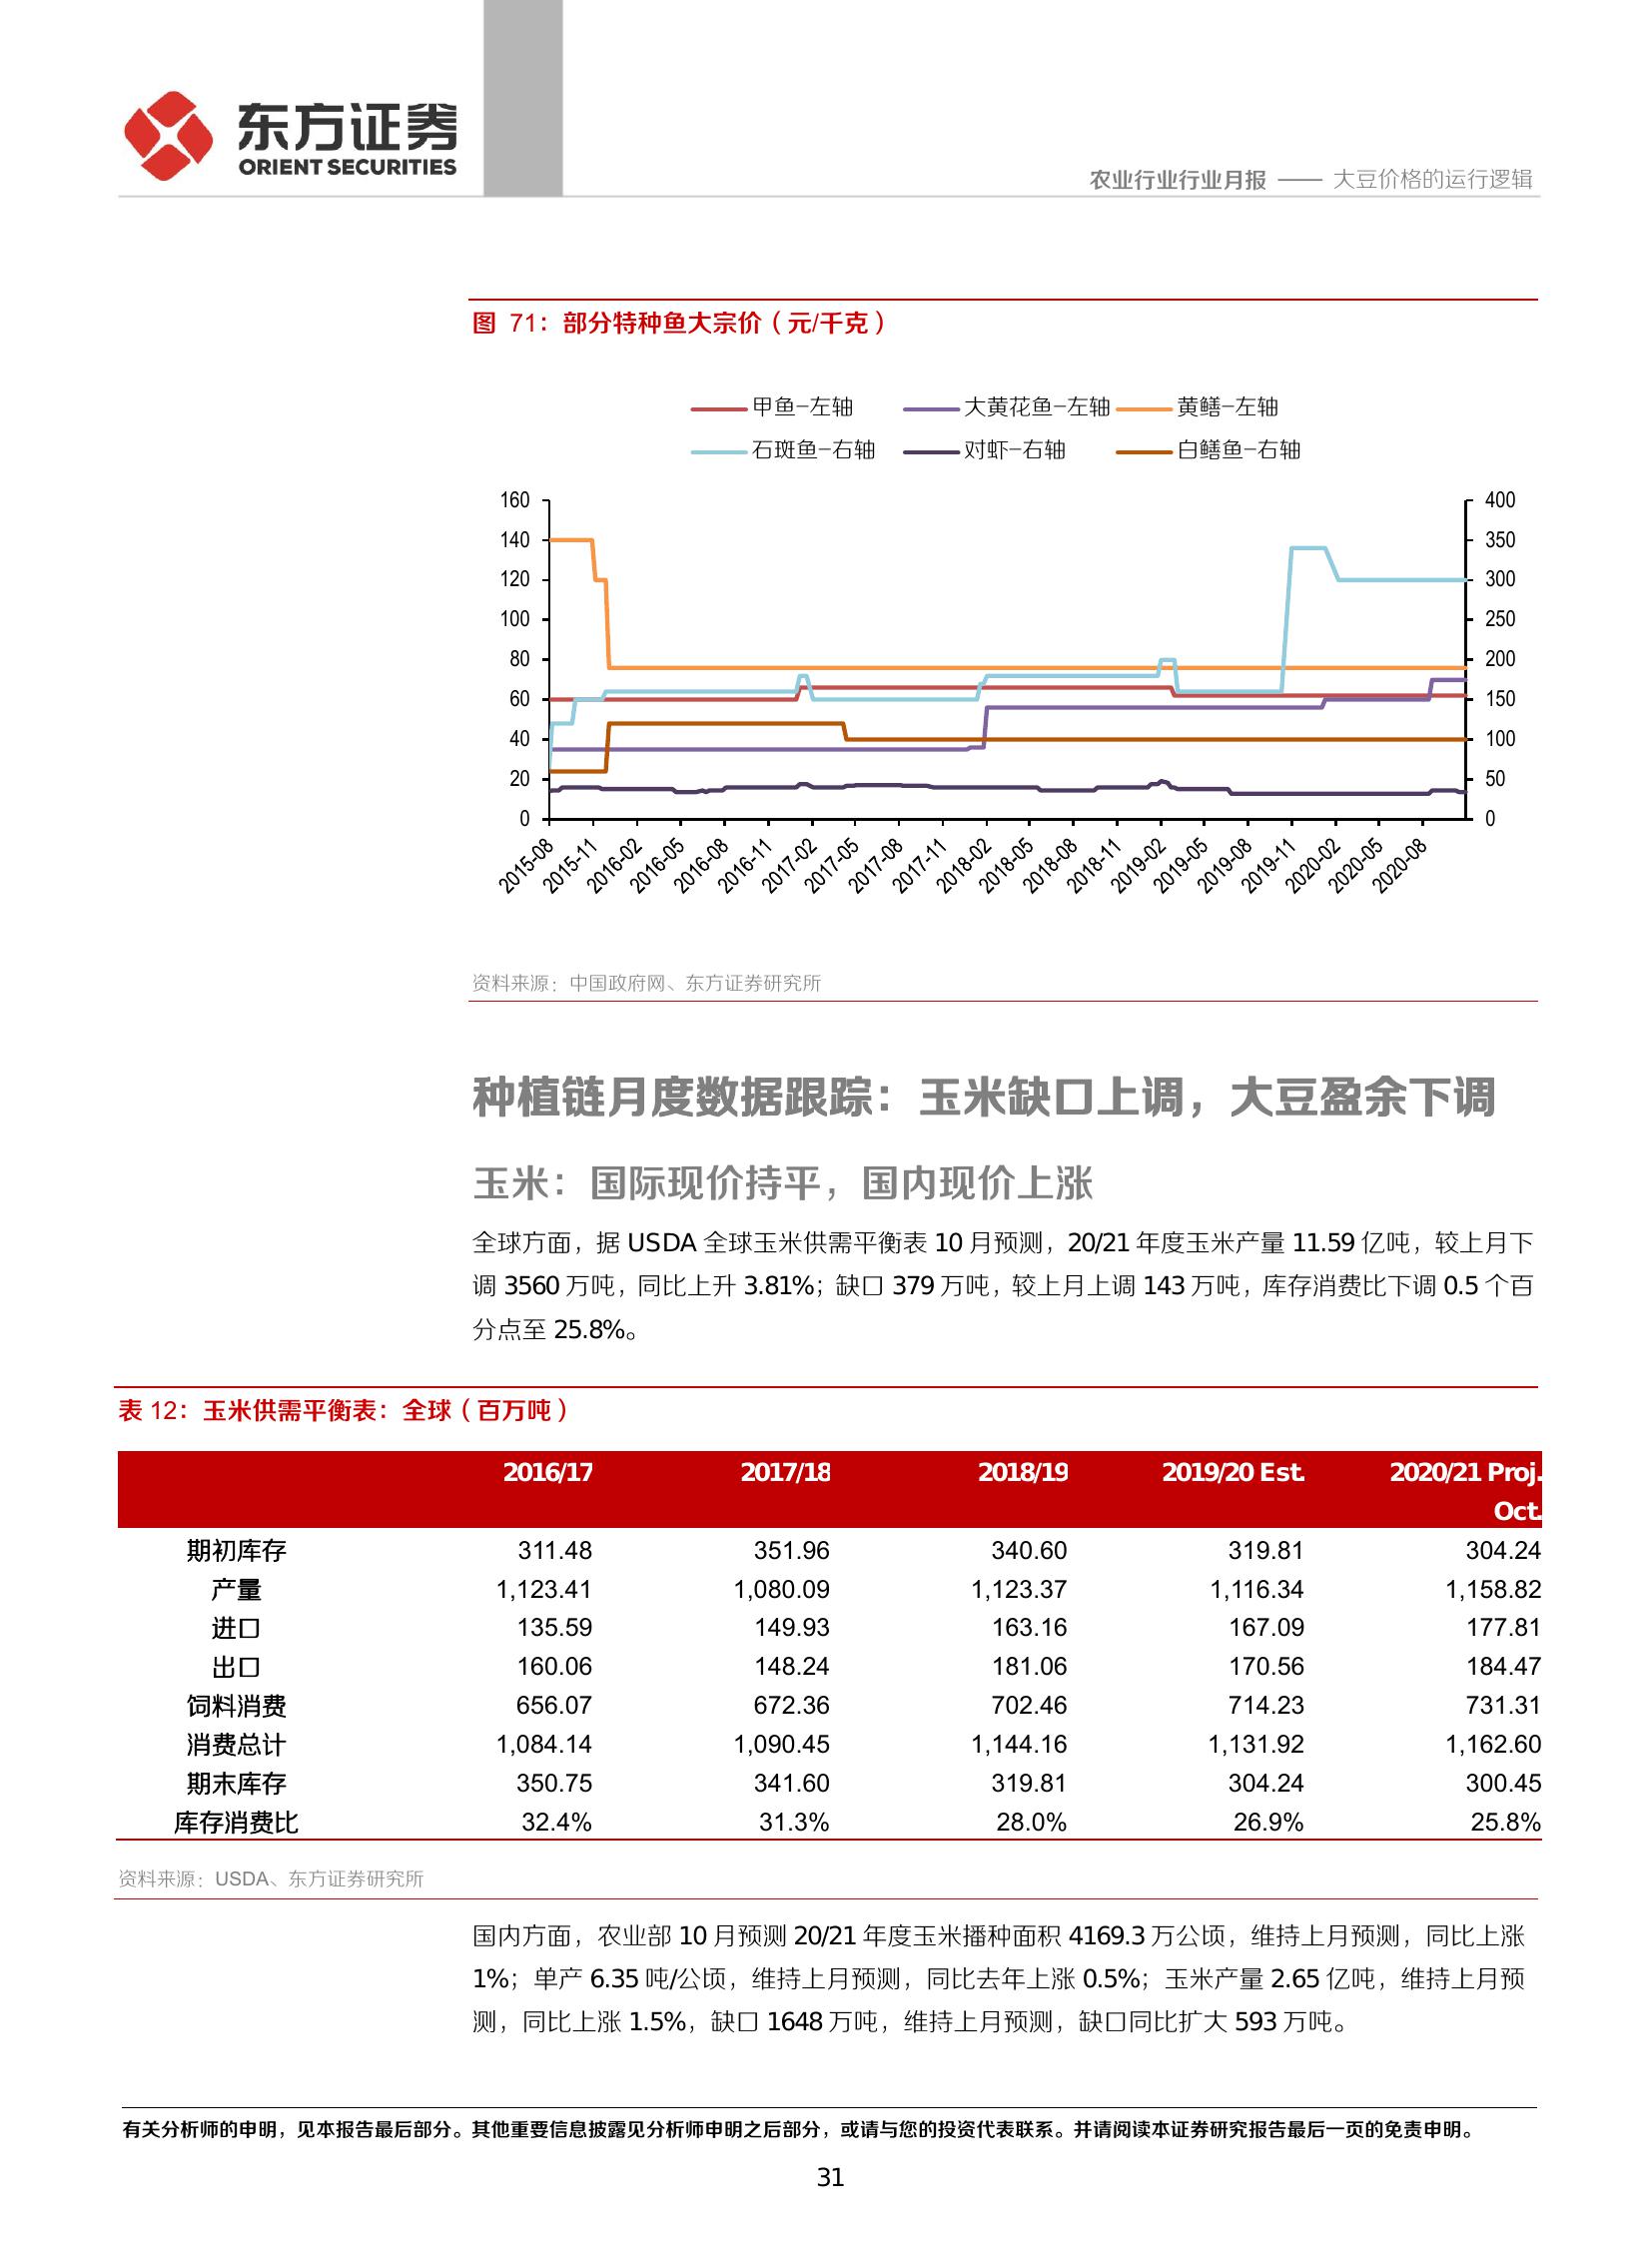 东方证券
ORIENT SECURITIES
农业行业行业月报 —— 大豆价格的运行逻辑
图 71：部分特种鱼大宗价（元/千克）
甲鱼-左轴 大黄花鱼-左轴 黄鳝-左轴
石斑鱼-右轴 对虾-右轴 白鳝鱼-右轴
160 400
140 350
120 300
100 250
80 200
60 150
40 100
20 50
0 0
2015-08 2015-11 2016-02 2016-05 2016-08 2016-11 2017-02 2017-05 2017-08 2017-11 2018-02 2018-05 2018-08 2018-11 2019-02 2019-05 2019-08 2019-11 2020-02 2020-05 2020-08
资料来源：中国政府网、东方证券研究所
种植链月度数据跟踪：玉米缺口上调，大豆盈余下调
玉米：国际现价持平，国内现价上涨
全球方面，据 USDA 全球玉米供需平衡表 10 月预测，20/21 年度玉米产量 11.59 亿吨，较上月下
调 3560 万吨，同比上升 3.81%；缺口 379 万吨，较上月上调 143 万吨，库存消费比下调 0.5 个百
分点至 25.8%。
表 12：玉米供需平衡表：全球（百万吨）
2016/17 2017/18 2018/19 2019/20 Est. 2020/21 Proj.
Oct.
期初库存 311.48 351.96 340.60 319.81 304.24
产量 1,123.41 1,080.09 1,123.37 1,116.34 1,158.82
进口 135.59 149.93 163.16 167.09 177.81
出口 160.06 148.24 181.06 170.56 184.47
饲料消费 656.07 672.36 702.46 714.23 731.31
消费总计 1,084.14 1,090.45 1,144.16 1,131.92 1,162.60
期末库存 350.75 341.60 319.81 304.24 300.45
库存消费比 32.4% 31.3% 28.0% 26.9% 25.8%
资料来源：USDA、东方证券研究所
国内方面，农业部 10 月预测 20/21 年度玉米播种面积 4169.3 万公顷，维持上月预测，同比上涨
1%；单产 6.35 吨/公顷，维持上月预测，同比去年上涨 0.5%；玉米产量 2.65 亿吨，维持上月预
测，同比上涨 1.5%，缺口 1648 万吨，维持上月预测，缺口同比扩大 593 万吨。
有关分析师的申明，见本报告最后部分。其他重要信息披露见分析师申明之后部分，或请与您的投资代表联系。并请阅读本证券研究报告最后一页的免责申明。
31